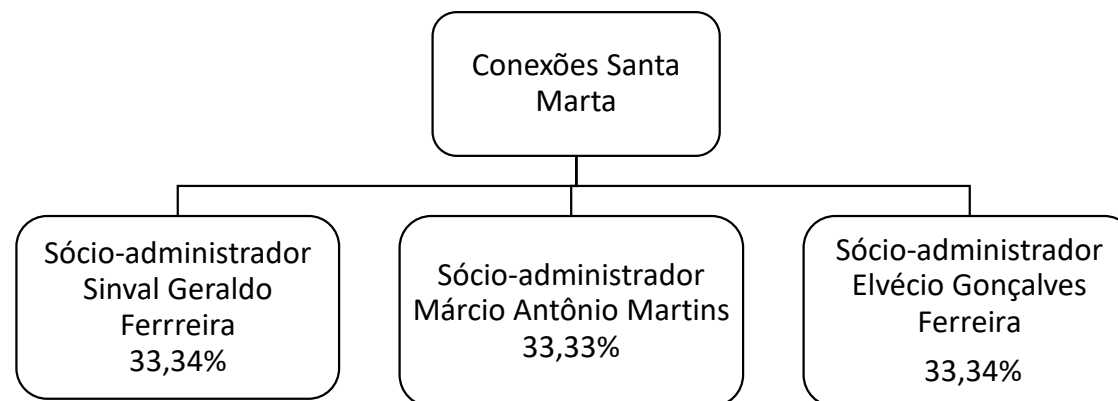 Conexões Santa
Marta
Sócio-administrador
Sinval Geraldo
Ferrreira
33,34%
Sócio-administrador
Márcio Antônio Martins
33,33%
Sócio-administrador
Elvécio Gonçalves
Ferreira
33,34%